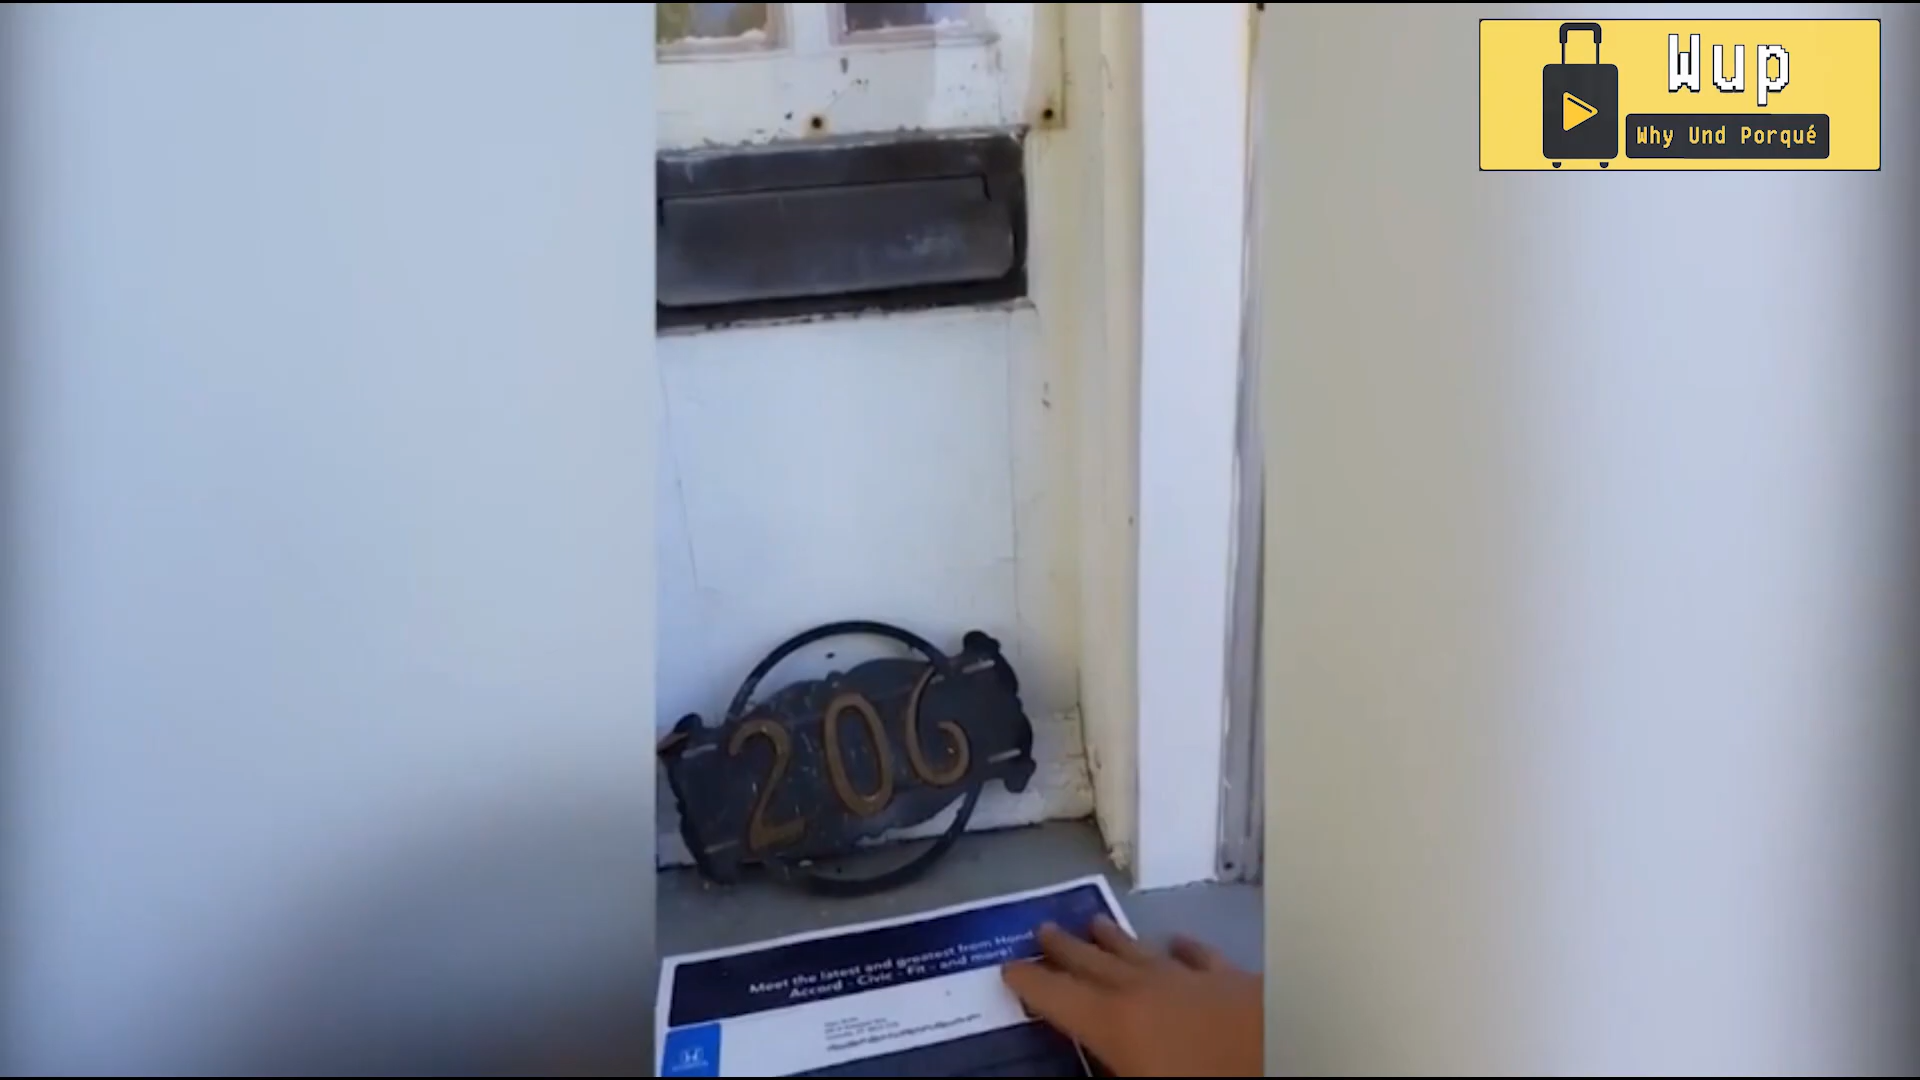 Wup
Why Und Porqué
206
Meet the latest and greatest from Hond
Accord - Civic - Fit - and more!